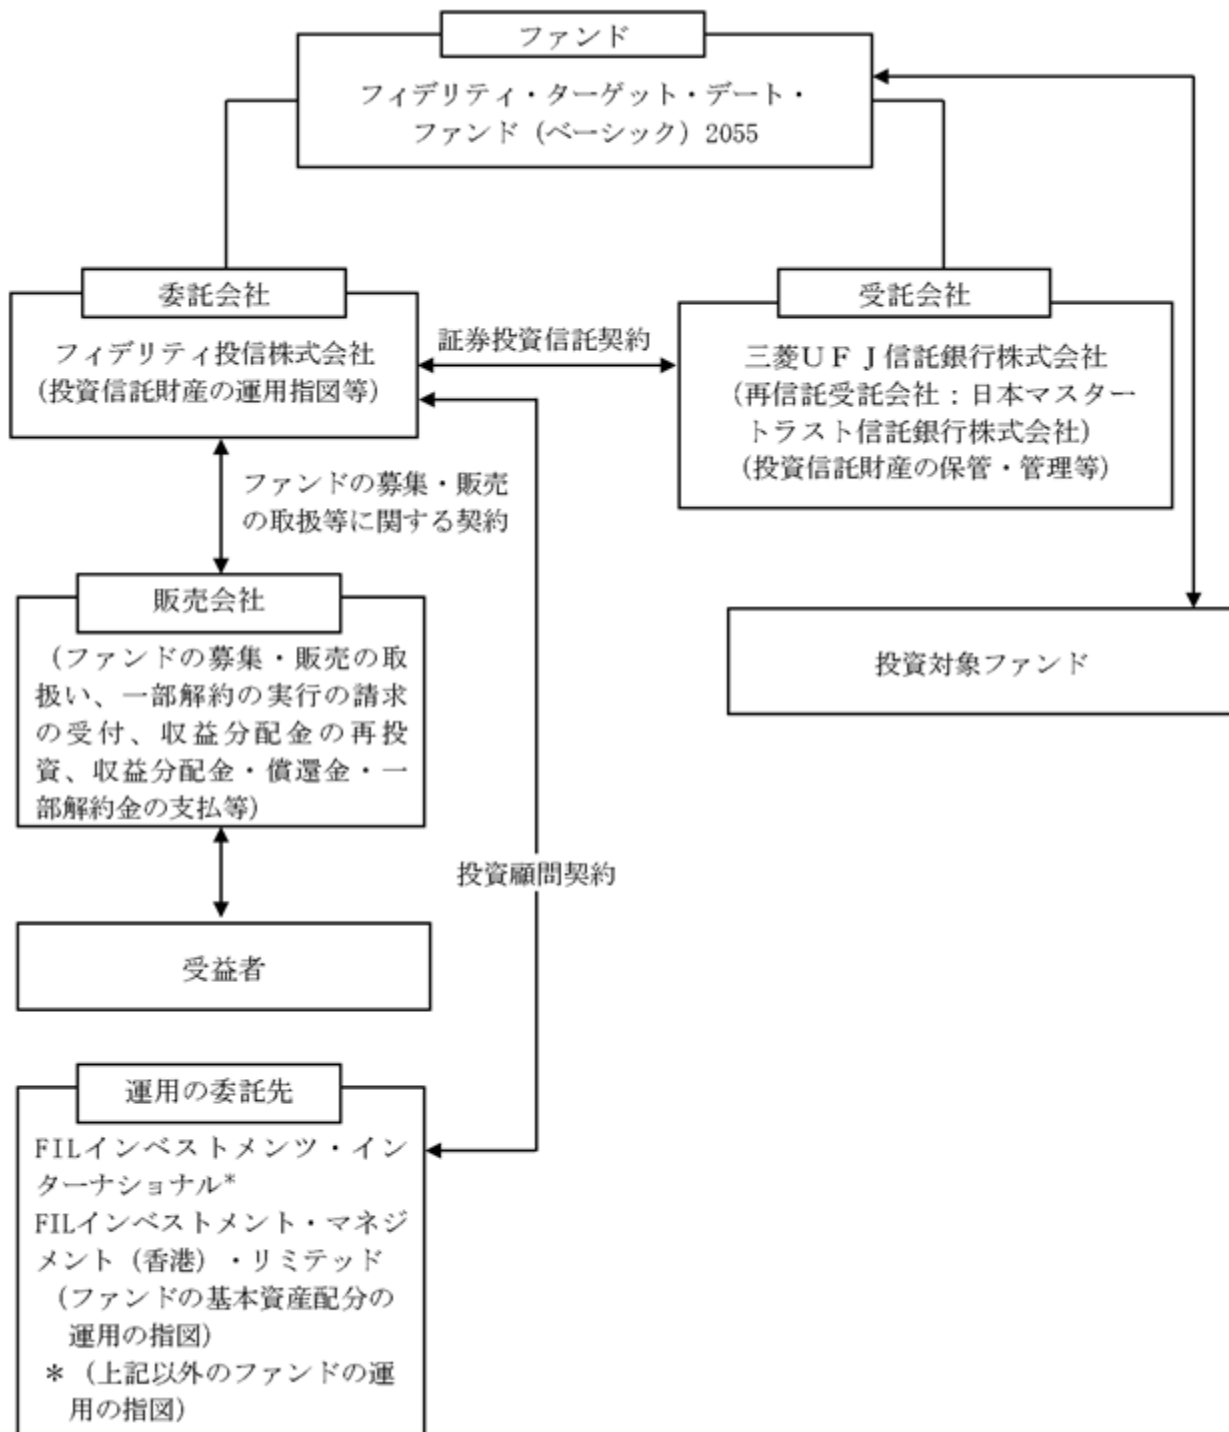 ファンド
フィデリティ・ターゲット・デート・
ファンド（ベーシック）2055
委託会社
フィデリティ投信株式会社
（投資信託財産の運用指図等）
証券投資信託契約
受託会社
三菱ＵＦＪ信託銀行株式会社
（再信託受託会社：日本マスター
トラスト信託銀行株式会社）
（投資信託財産の保管・管理等）
ファンドの募集・販売
の取扱等に関する契約
販売会社
（ファンドの募集・販売の取
扱い、一部解約の実行の請求
の受付、収益分配金の再投
資、収益分配金・償還金・一
部解約金の支払等）
投資対象ファンド
投資顧問契約
受益者
運用の委託先
FILインベストメンツ・イン
ターナショナル*
FILインベストメント・マネジ
メント（香港）・リミテッド
（ファンドの基本資産配分の
運用の指図）
＊（上記以外のファンドの運
用の指図）